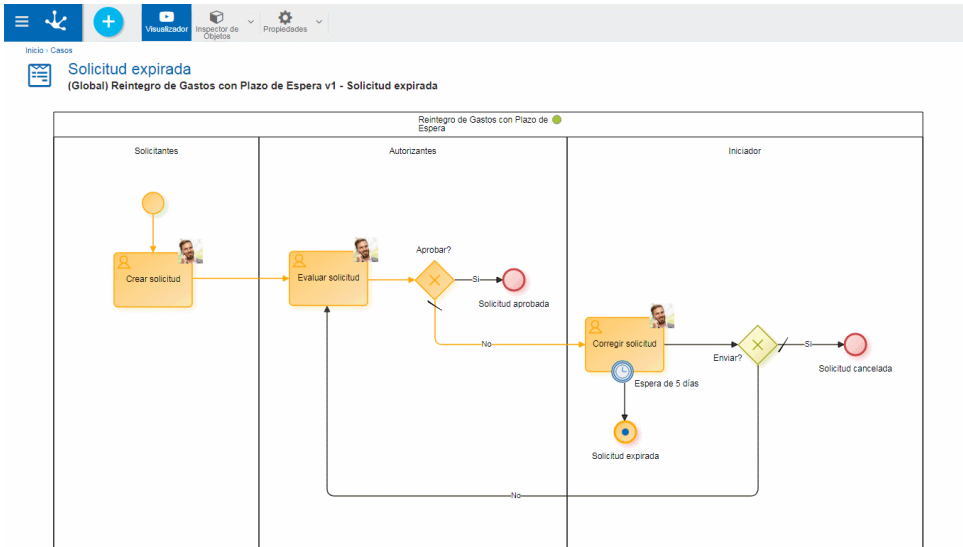 Visualizador
Inspector de
Objetos
Propiedades
Inicio › Casos
Solicitud expirada
(Global) Reintegro de Gastos con Plazo de Espera v1 - Solicitud expirada
Reintegro de Gastos con Plazo de
Espera
Solicitantes
Autorizantes
Iniciador
Crear solicitud
Evaluar solicitud
Aprobar?
Si
Solicitud aprobada
No
Corregir solicitud
Espera de 5 días
Solicitud expirada
Enviar?
Si
Solicitud cancelada
No